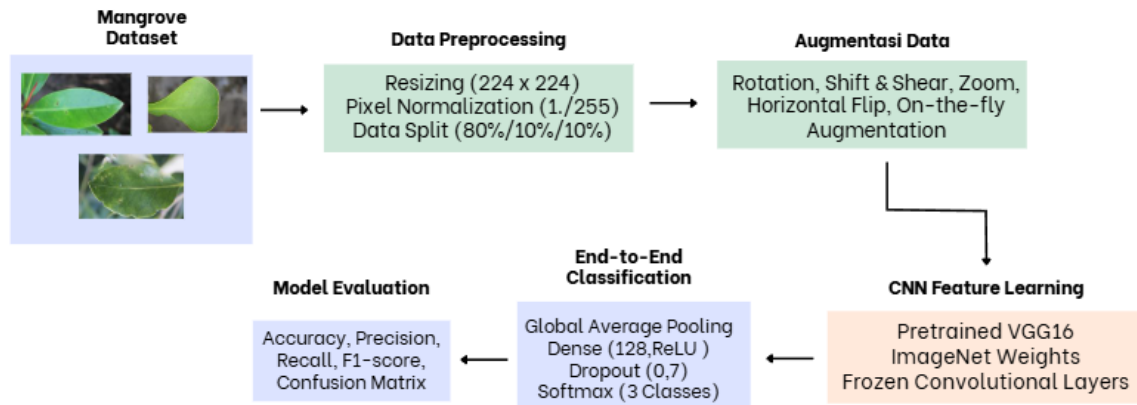 Mangrove
Dataset
Data Preprocessing
Resizing (224 x 224)
Pixel Normalization (1./255)
Data Split (80%/10%/10%)
Augmentasi Data
Rotation, Shift & Shear, Zoom,
Horizontal Flip, On-the-fly
Augmentation
CNN Feature Learning
Pretrained VGG16
ImageNet Weights
Frozen Convolutional Layers
End-to-End
Classification
Global Average Pooling
Dense (128,ReLU )
Dropout (0,7)
Softmax (3 Classes)
Model Evaluation
Accuracy, Precision,
Recall, F1-score,
Confusion Matrix